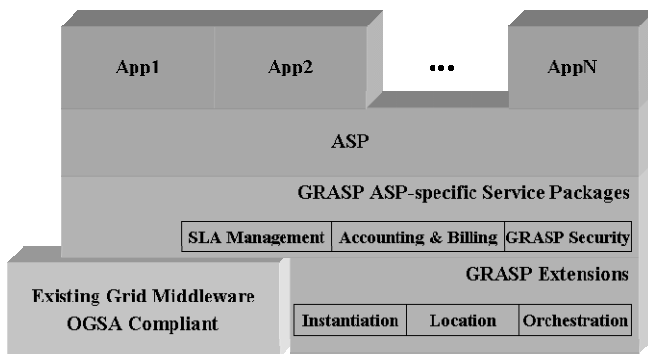 App1 App2 ... AppN
ASP
GRASP ASP-specific Service Packages
SLA Management Accounting & Billing GRASP Security
GRASP Extensions
Existing Grid Middleware
OGSA Compliant
Instantiation Location Orchestration